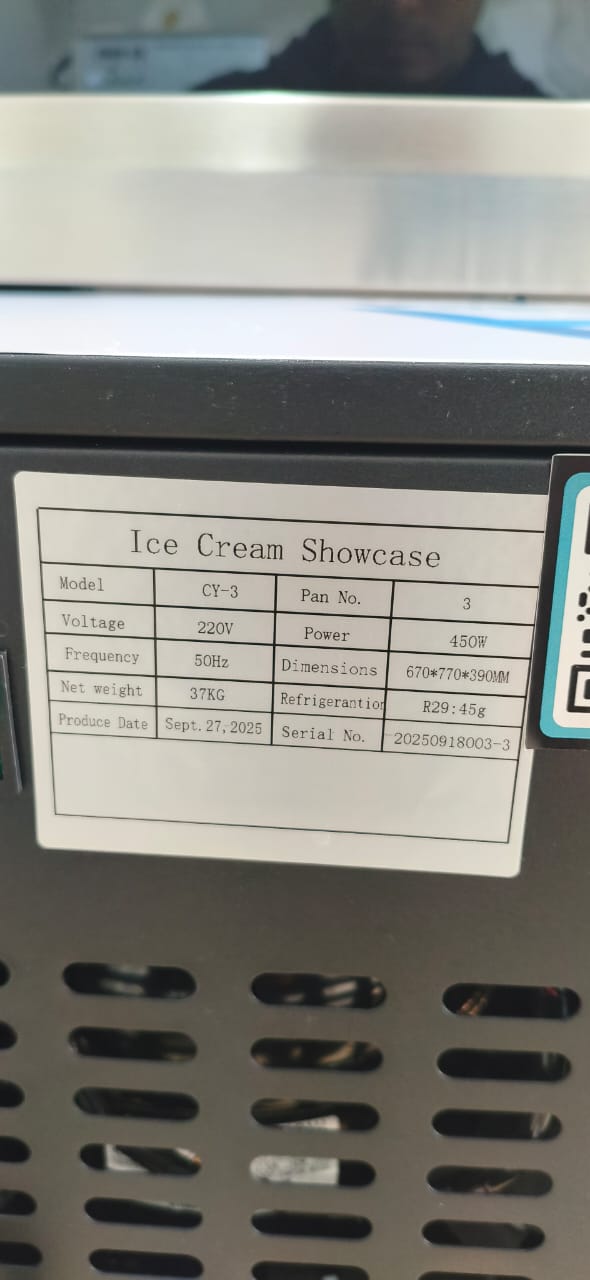 Ice Cream Showcase
Model CY-3 Pan No. 3
Voltage 220V Power 450W
Frequency 50Hz Dimensions 670*770*390MM
Net weight 37KG Refrigerantion R29:45g
Produce Date Sept.27,2025 Serial No. 20250918003-3